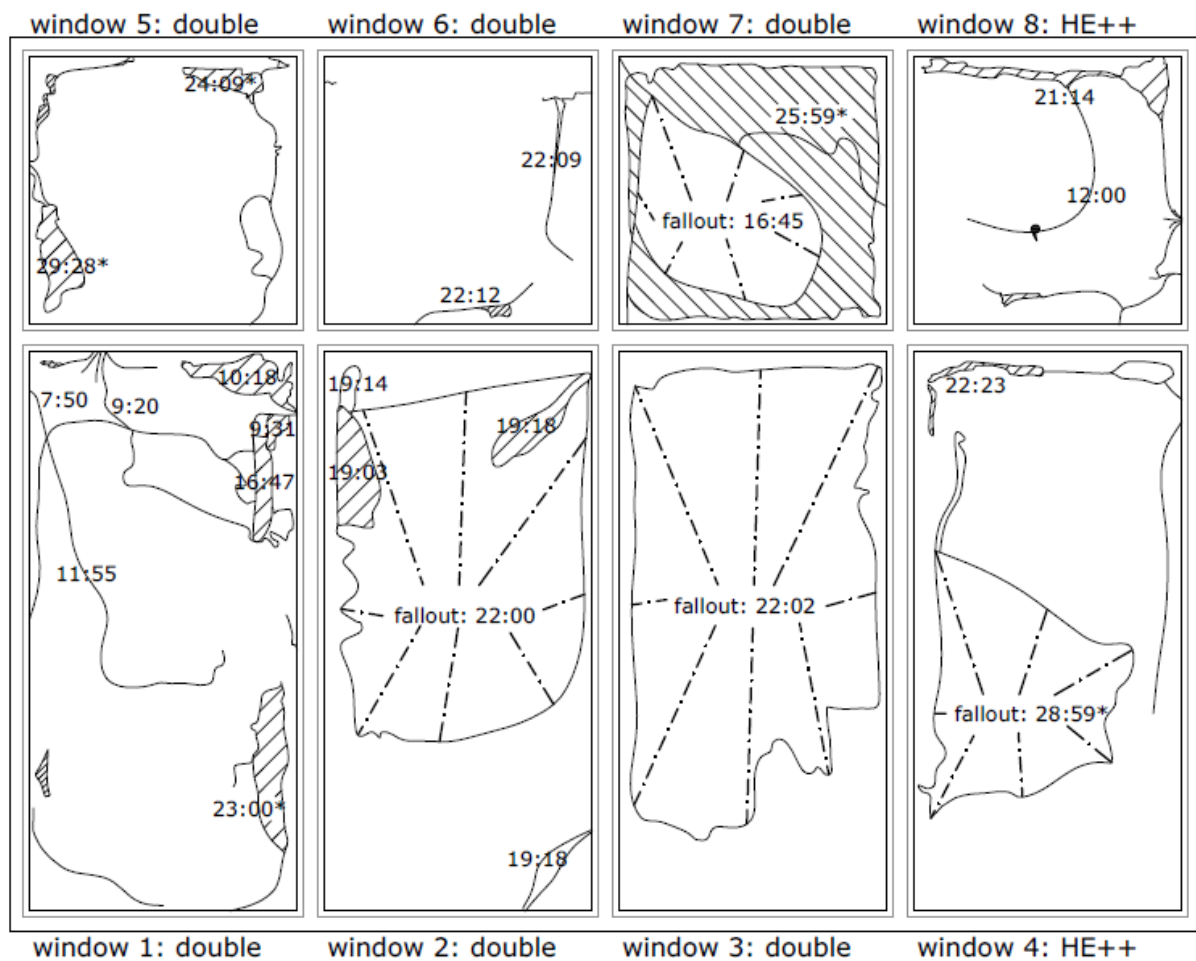 window 5: double
window 6: double
window 7: double
window 8: HE++
24:09*
29:28*
22:09
22:12
25:59*
fallout: 16:45
21:14
12:00
7:50
9:20
10:18
9:31
16:47
11:55
23:00*
19:14
19:18
19:03
fallout: 22:00
19:18
fallout: 22:02
22:23
fallout: 28:59*
window 1: double
window 2: double
window 3: double
window 4: HE++